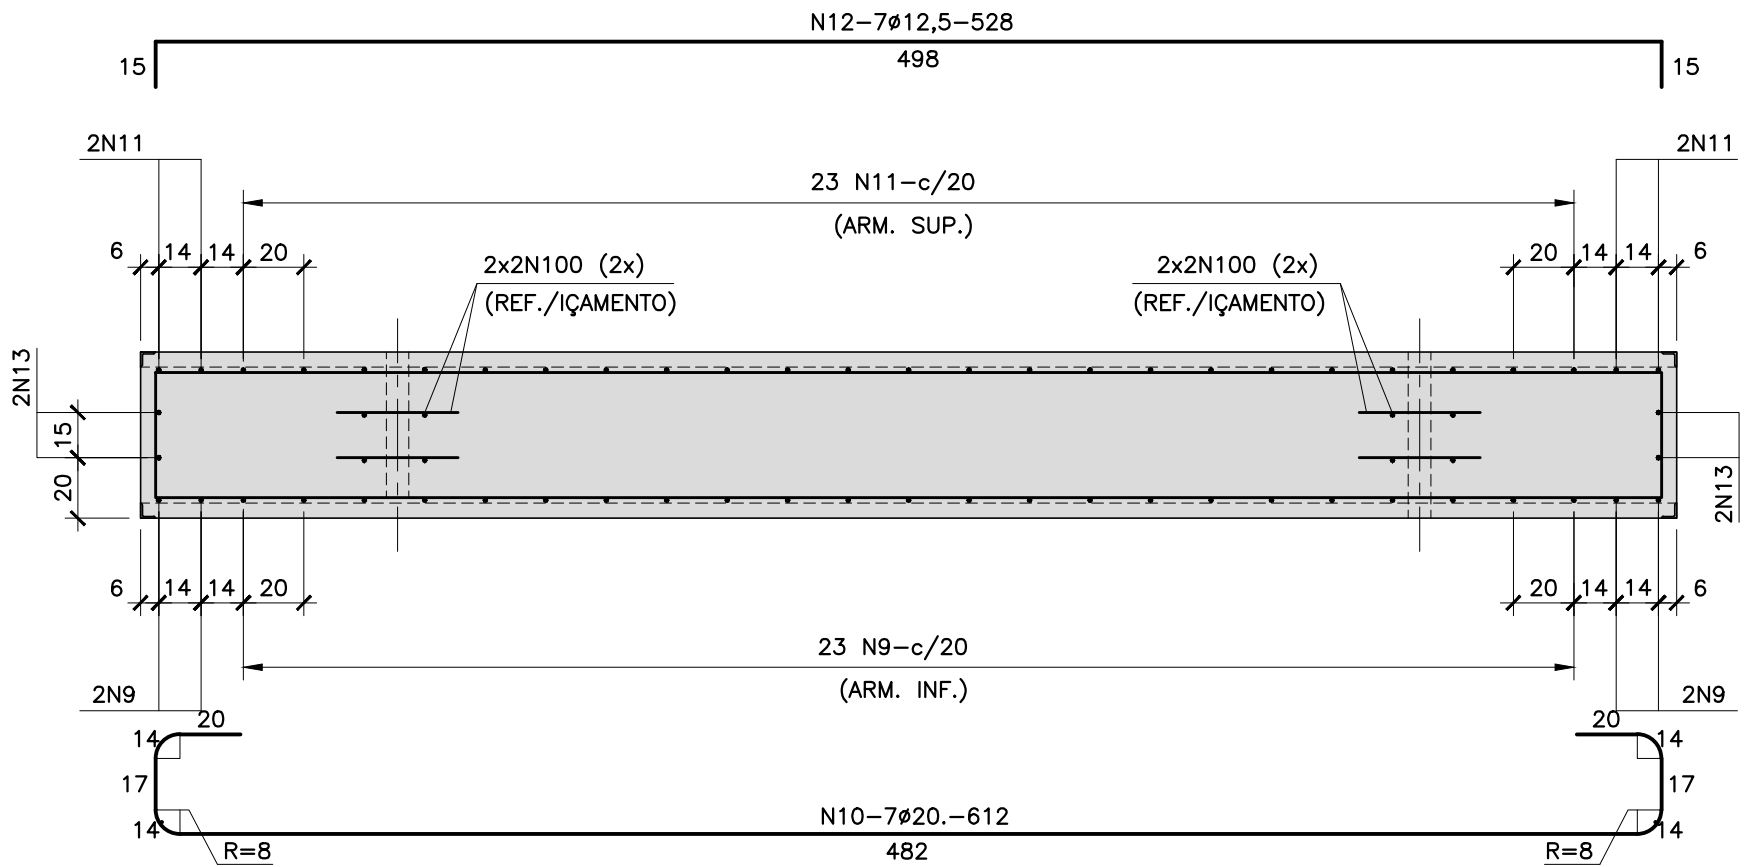 N12-7ø12,5-528
498
15
15
2N11
2N11
23 N11-c/20
(ARM. SUP.)
6
14
14
20
20
14
14
6
2x2N100 (2x)
(REF./IÇAMENTO)
2x2N100 (2x)
(REF./IÇAMENTO)
2N13
15
20
2N13
6
14
14
20
20
14
14
6
23 N9-c/20
(ARM. INF.)
2N9
2N9
20
20
14
14
17
17
14
14
N10-7ø20.-612
482
R=8
R=8